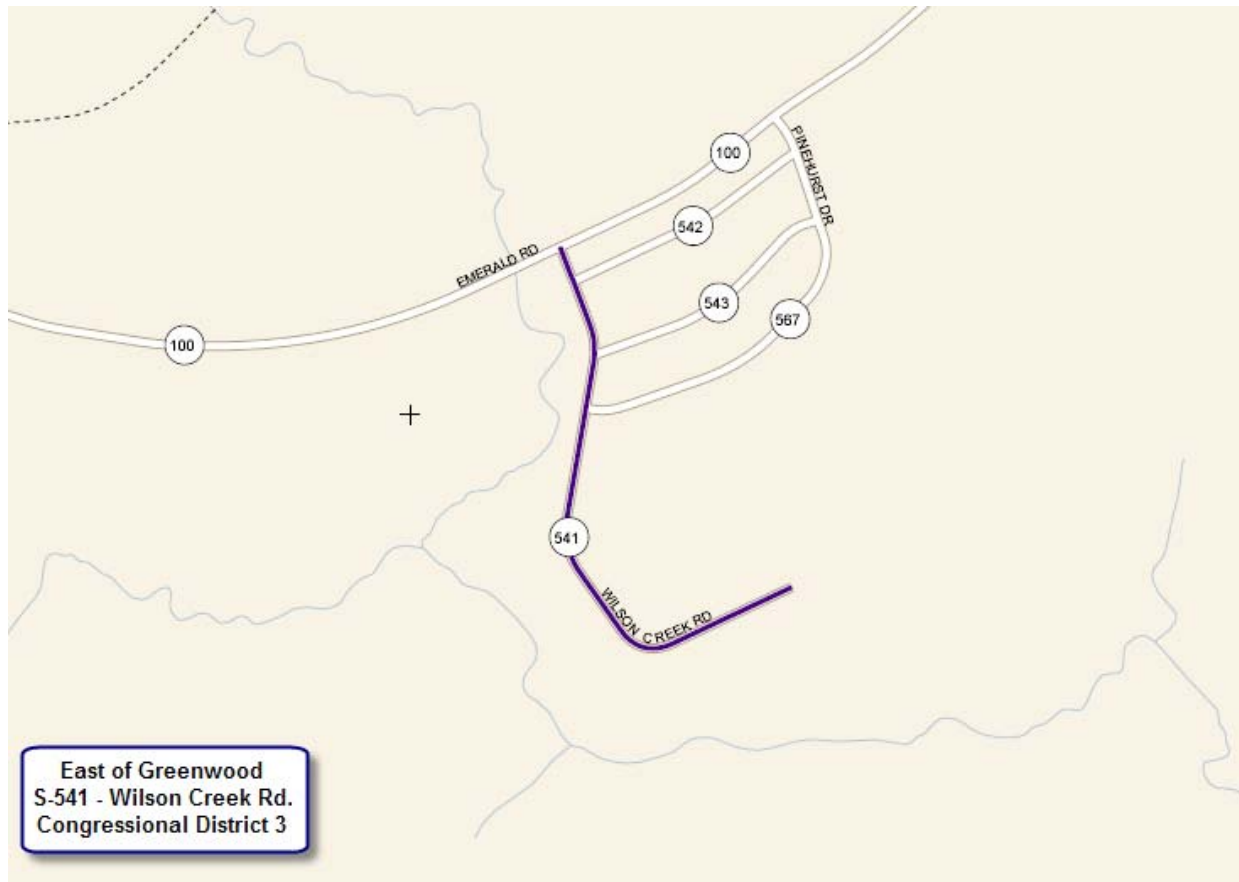 PINEHURST DR
100
542
EMERALD RD
543
567
100
541
WILSON CREEK RD
East of Greenwood
S-541 - Wilson Creek Rd.
Congressional District 3